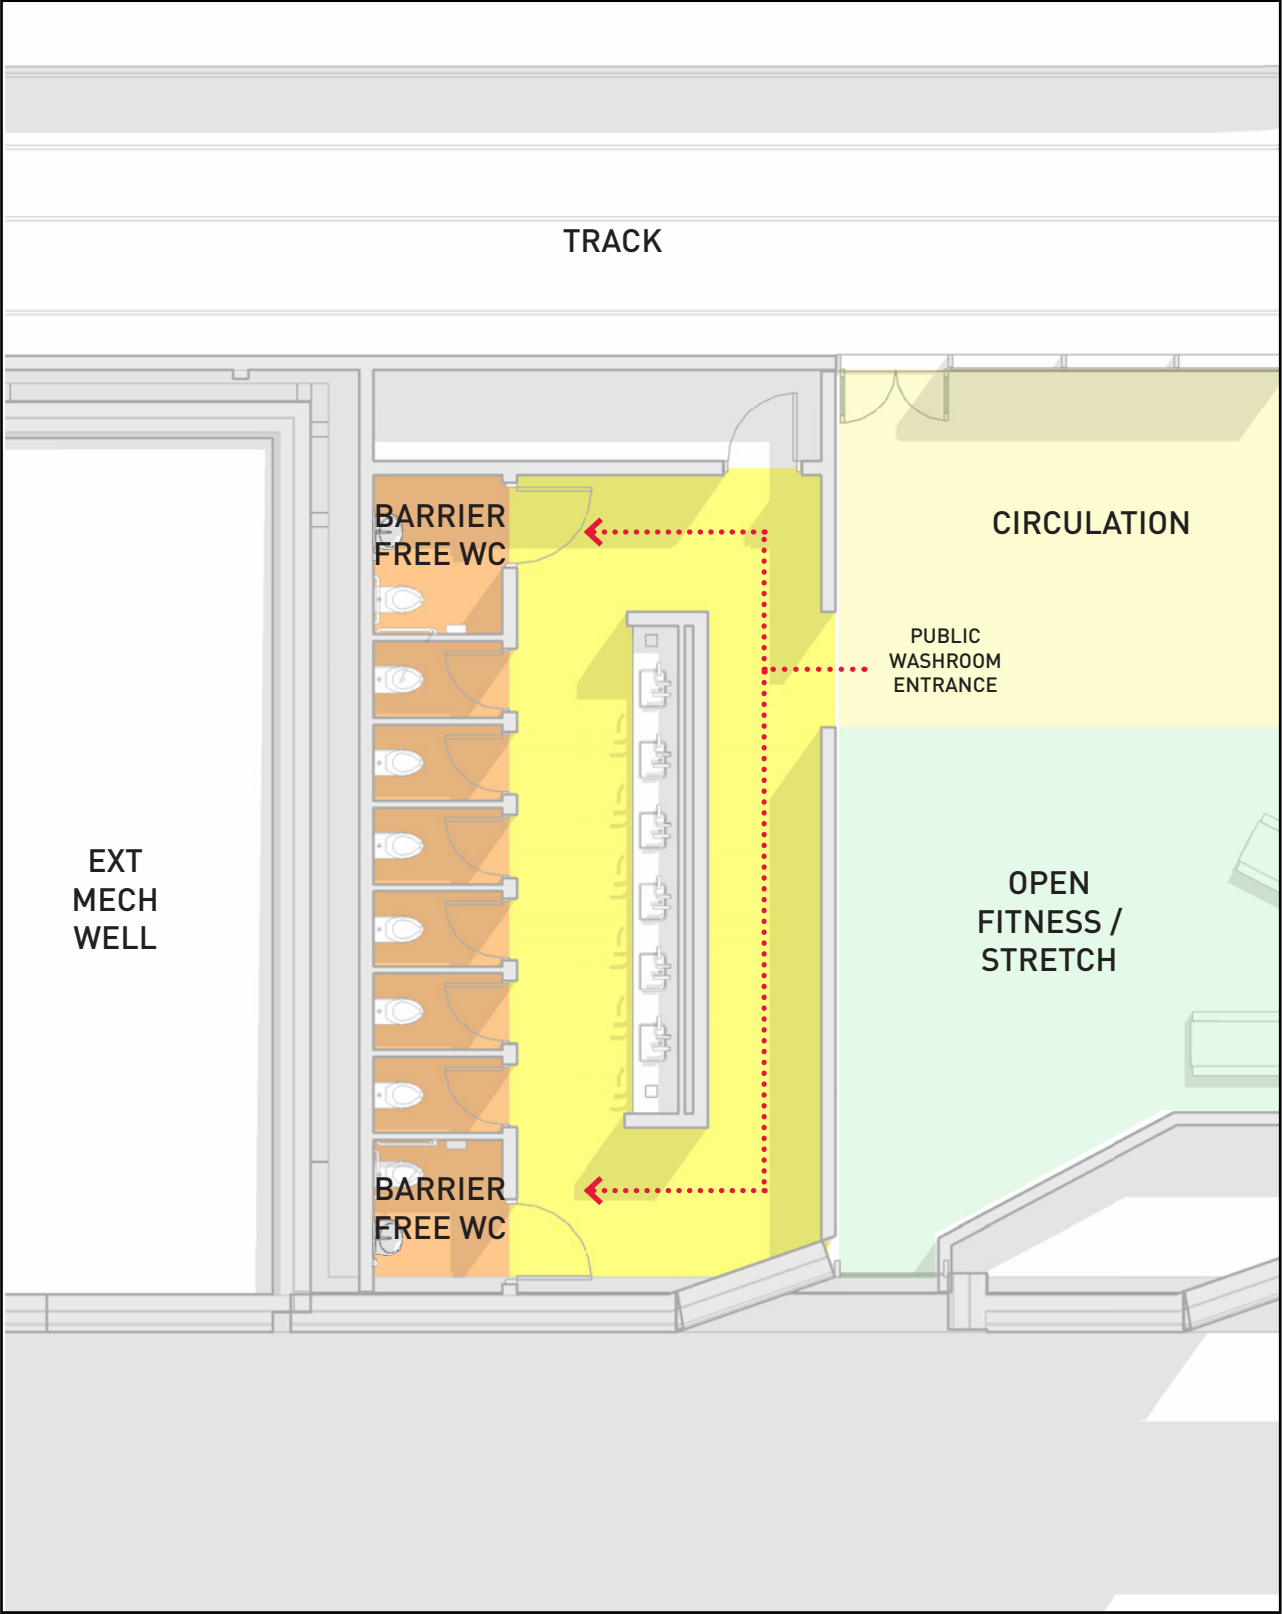 TRACK
BARRIER
FREE WC
CIRCULATION
PUBLIC
WASHROOM
ENTRANCE
EXT
MECH
WELL
OPEN
FITNESS /
STRETCH
BARRIER
FREE WC